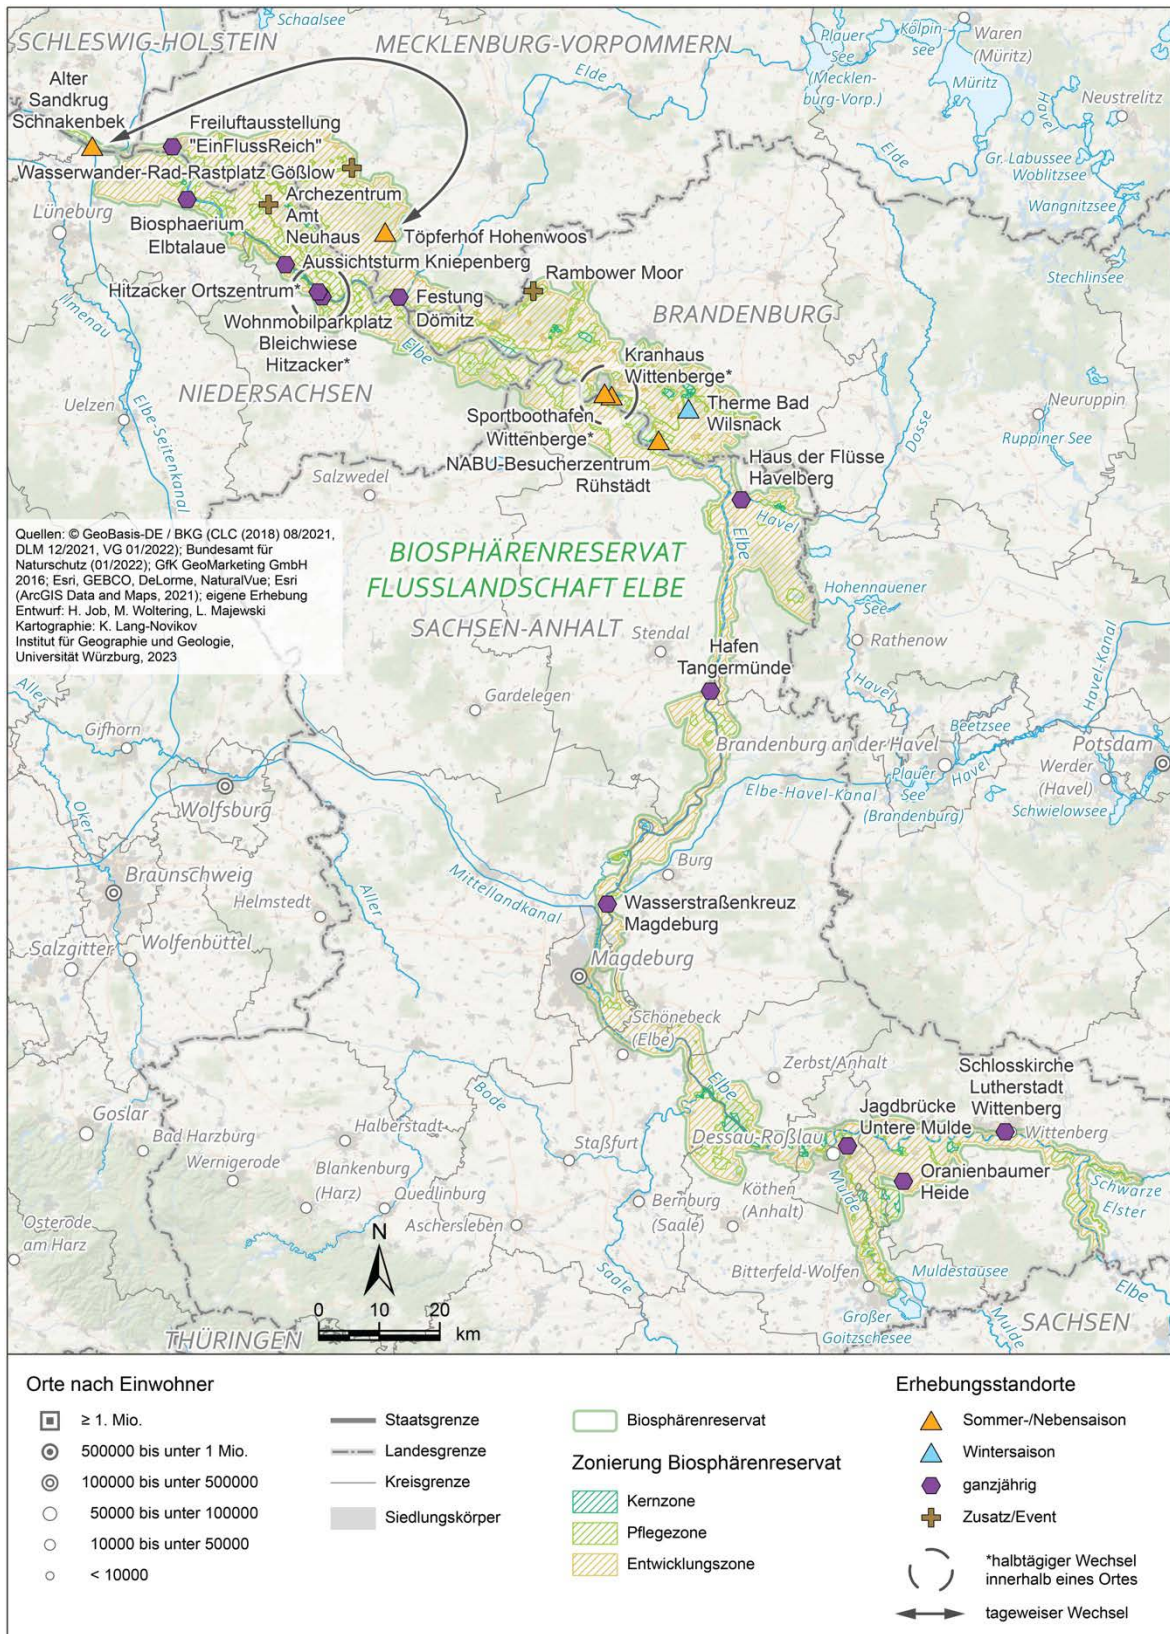 SCHLESWIG-HOLSTEIN
Schaalsee
MECKLENBURG-VORPOMMERN
Elde
Plauer
See
(Mecklen-
burg-Vorp.)
Kölpin-
see
Waren
(Müritz)
Müritz
Havel
Neustrelitz
Elde
Gr. Labussee
Woblitzsee
Wangnitzsee
Stechlinsee
Alter
Sandkrug
Schnakenbek
Freiluftausstellung
"EinFlussReich"
Wasserwander-Rad-Rastplatz Gößlow
Archezentrum
Amt
Neuhaus
Lüneburg
Biosphaerium
Elbtalaue
Töpferhof Hohenwoos
Aussichtsturm Kniepenberg
Hitzacker Ortszentrum*
Rambower Moor
Ilmenau
Wohnmobilparkplatz
Bleichwiese
Hitzacker*
Festung
Dömitz
Elbe
BRANDENBURG
Kranhaus
Wittenberge*
NIEDERSACHSEN
Uelzen
Elbe-Seitenkanal
Sportboothafen
Wittenberge*
Therme Bad
Wilsnack
Dosse
Neuruppin
Ruppiner See
NABU-Besucherzentrum
Rühstädt
Haus der Flüsse
Havelberg
Salzwedel
Havel
Elbe
Quellen: © GeoBasis-DE / BKG (CLC (2018) 08/2021,
DLM 12/2021, VG 01/2022); Bundesamt für
Naturschutz (01/2022); GfK GeoMarketing GmbH
2016; Esri, GEBCO, DeLorme, NaturalVue; Esri
(ArcGIS Data and Maps, 2021); eigene Erhebung
Entwurf: H. Job, M. Woltering, L. Majewski
Kartographie: K. Lang-Novikov
Institut für Geographie und Geologie,
Universität Würzburg, 2023
BIOSPHÄRENRESERVAT
FLUSSLANDSCHAFT ELBE
SACHSEN-ANHALT
Stendal
Hohennauener
See
Rathenow
Havel
Hafen
Tangermünde
Gardelegen
Aller
Gifhorn
Wolfsburg
Oker
Brandenburg an der Havel
Beetzsee
Havel-Kanal
Potsdam
Havel
Werder
(Havel)
Plauer
See
(Brandenburg)
Schwielowsee
Elbe-Havel-Kanal
Burg
Braunschweig
Helmstedt
Aller
Mittellandkanal
Wasserstraßenkreuz
Magdeburg
Salzgitter
Wolfenbüttel
Magdeburg
Schönebeck
(Elbe)
Elbe
Zerbst/Anhalt
Schlosskirche
Lutherstadt
Wittenberg
Wittenberg
Jagdbrücke
Untere Mulde
Dessau-Roßlau
Oranienbaumer
Heide
Schwarze
Elster
Goslar
Bad Harzburg
Wernigerode
Halberstadt
Bode
Staßfurt
Blankenburg
(Harz)
Quedlinburg
Aschersleben
Bernburg
(Saale)
Köthen
(Anhalt)
Mulde
Osterode
am Harz
Saale
Bitterfeld-Wolfen
Muldestausee
Großer
Goitzschesee
Mulde
Elbe
SACHSEN
THÜRINGEN
N
0 10 20
km
Orte nach Einwohner
≥ 1. Mio.
500000 bis unter 1 Mio.
100000 bis unter 500000
50000 bis unter 100000
10000 bis unter 50000
< 10000
Staatsgrenze
Landesgrenze
Kreisgrenze
Siedlungskörper
Biosphärenreservat
Zonierung Biosphärenreservat
Kernzone
Pflegezone
Entwicklungszone
Erhebungsstandorte
Sommer-/Nebensaison
Wintersaison
ganzjährig
Zusatz/Event
*halbtägiger Wechsel
innerhalb eines Ortes
tageweiser Wechsel